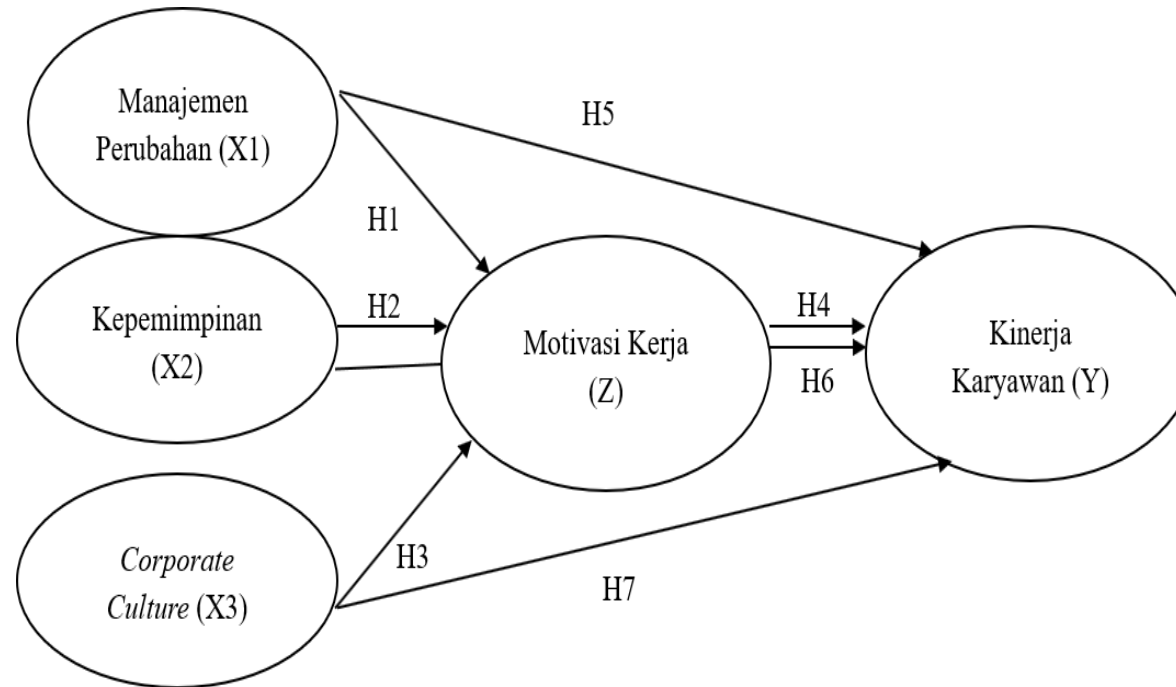 Manajemen
Perubahan (X1)
H5
H1
Kepemimpinan
(X2)
H2
Motivasi Kerja
(Z)
H4
H6
Kinerja
Karyawan (Y)
Corporate
Culture (X3)
H3
H7